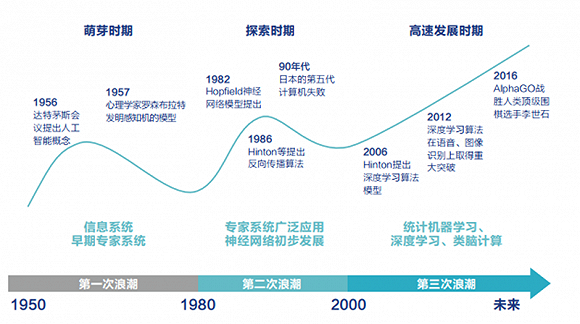 萌芽时期
探索时期
高速发展时期
1956
达特茅斯会
议提出人工
智能概念
1957
心理学家罗森布拉特
发明感知机的模型
1982
Hopfield神经
网络模型提出
90年代
日本的第五代
计算机失败
1986
Hinton等提出
反向传播算法
2006
Hinton提出
深度学习算法
模型
2012
深度学习算法
在语音、图像
识别上取得重
大突破
2016
AlphaGO战
胜人类顶级围
棋选手李世石
信息系统
早期专家系统
专家系统广泛应用
神经网络初步发展
统计机器学习、
深度学习、类脑计算
第一次浪潮
第二次浪潮
第三次浪潮
1950
1980
2000
未来